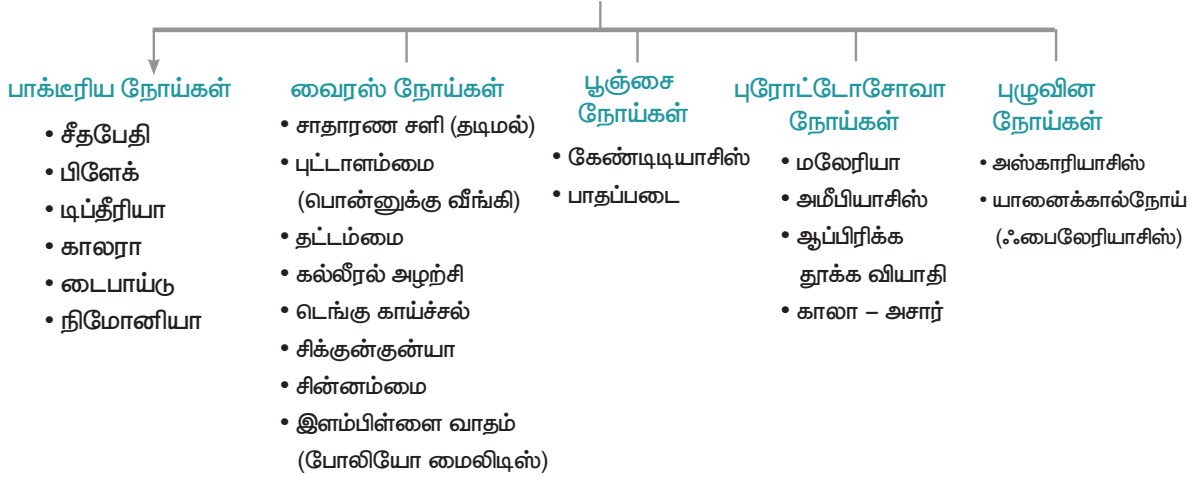 பாக்டீரிய நோய்கள்
• சீதபேதி
• பிளேக்
• டிப்தீரியா
• காலரா
• டைபாய்டு
• நிமோனியா
வைரஸ் நோய்கள்
• சாதாரண சளி (தடிமல்)
• புட்டாளம்மை
(பொன்னுக்கு வீங்கி)
• தட்டம்மை
• கல்லீரல் அழற்சி
• டெங்கு காய்ச்சல்
• சிக்குன்குன்யா
• சின்னம்மை
• இளம்பிள்ளை வாதம்
(போலியோ மைலிடிஸ்)
பூஞ்சை
நோய்கள்
• கேண்டிடியாசிஸ்
• பாதப்படை
புரோட்டோசோவா
நோய்கள்
• மலேரியா
• அமீபியாசிஸ்
• ஆப்பிரிக்க
தூக்க வியாதி
• காலா – அசார்
புழுவின
நோய்கள்
• அஸ்காரியாசிஸ்
• யானைக்கால்நோய்
(ஃபைலேரியாசிஸ்)